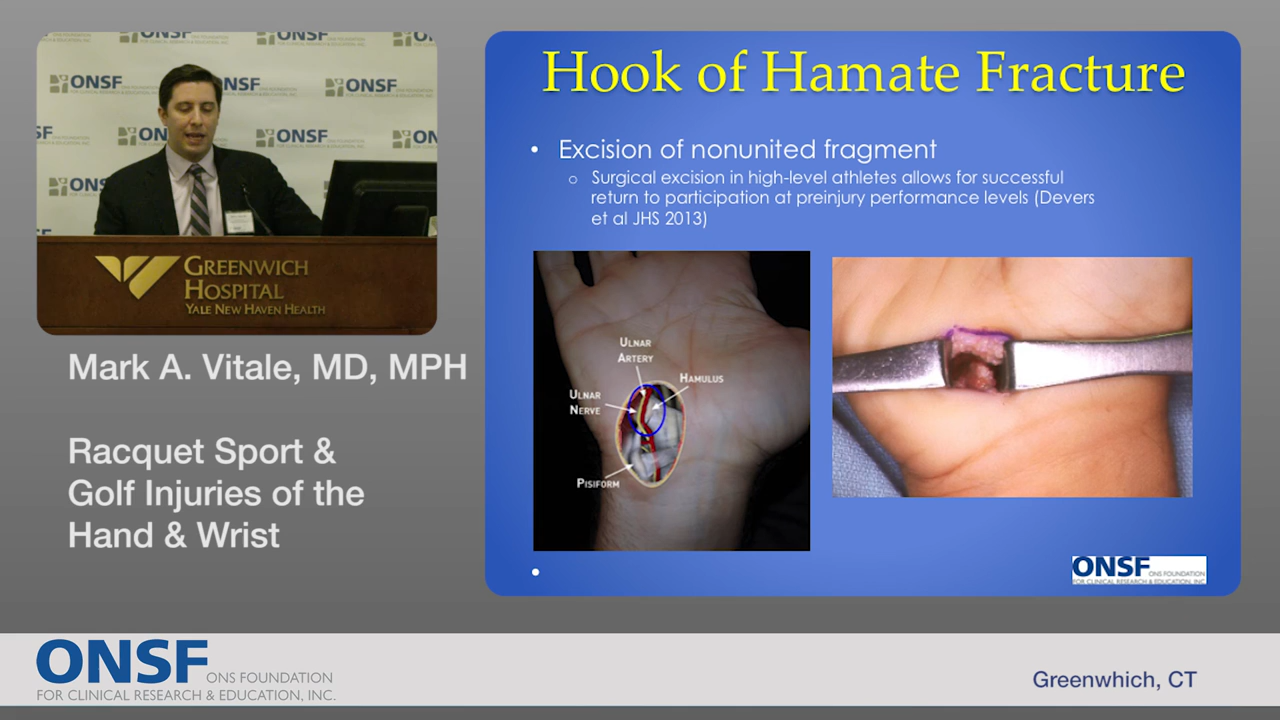 ONSF
ONSF
ONSF
ONSF
ONSF
GREENWICH
HOSPITAL
YALE NEW HAVEN HEALTH
Mark A. Vitale, MD, MPH
Racquet Sport &
Golf Injuries of the
Hand & Wrist
Hook of Hamate Fracture
• Excision of nonunited fragment
o Surgical excision in high-level athletes allows for successful
return to participation at preinjury performance levels (Devers
et al JHS 2013)
ULNAR
ARTERY
HAMULUS
ULNAR
NERVE
PISIFORM
•
ONSF ONS FOUNDATION
FOR CLINICAL RESEARCH & EDUCATION, INC.
ONSF ONS FOUNDATION
FOR CLINICAL RESEARCH & EDUCATION, INC.
Greenwhich, CT